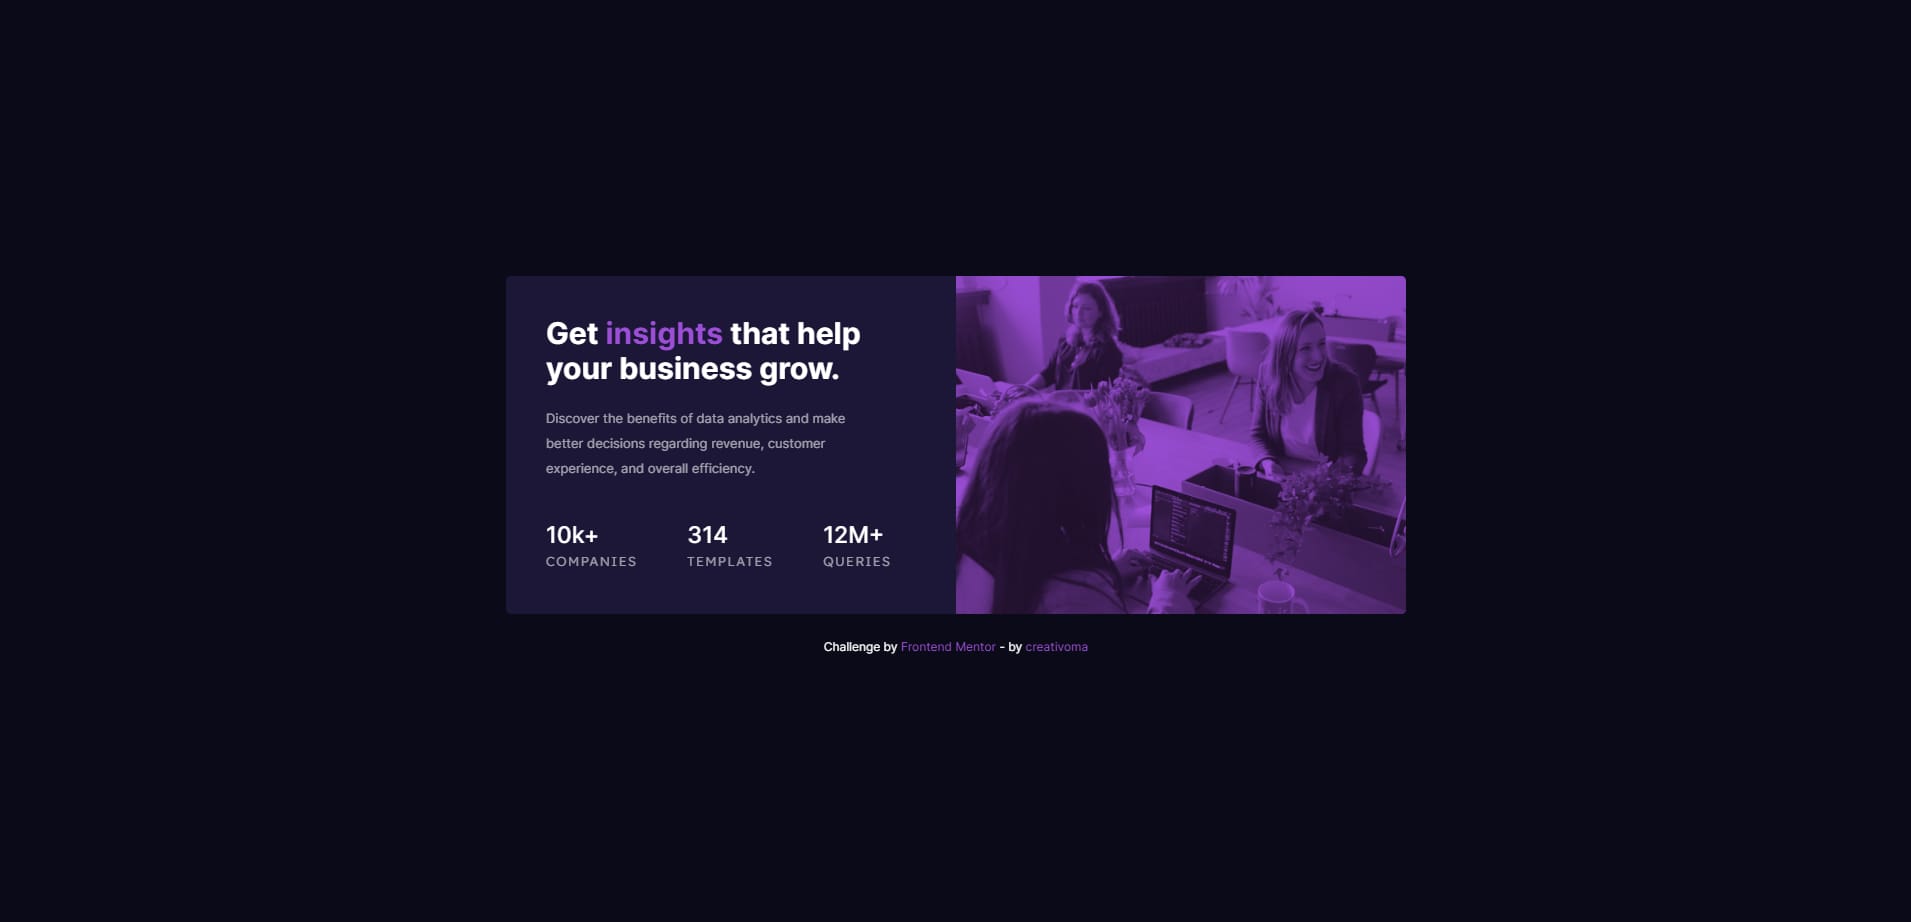 Get insights that help
your business grow.
Discover the benefits of data analytics and make
better decisions regarding revenue, customer
experience, and overall efficiency.
10k+
COMPANIES
314
TEMPLATES
12M+
QUERIES
Challenge by Frontend Mentor - by creativoma